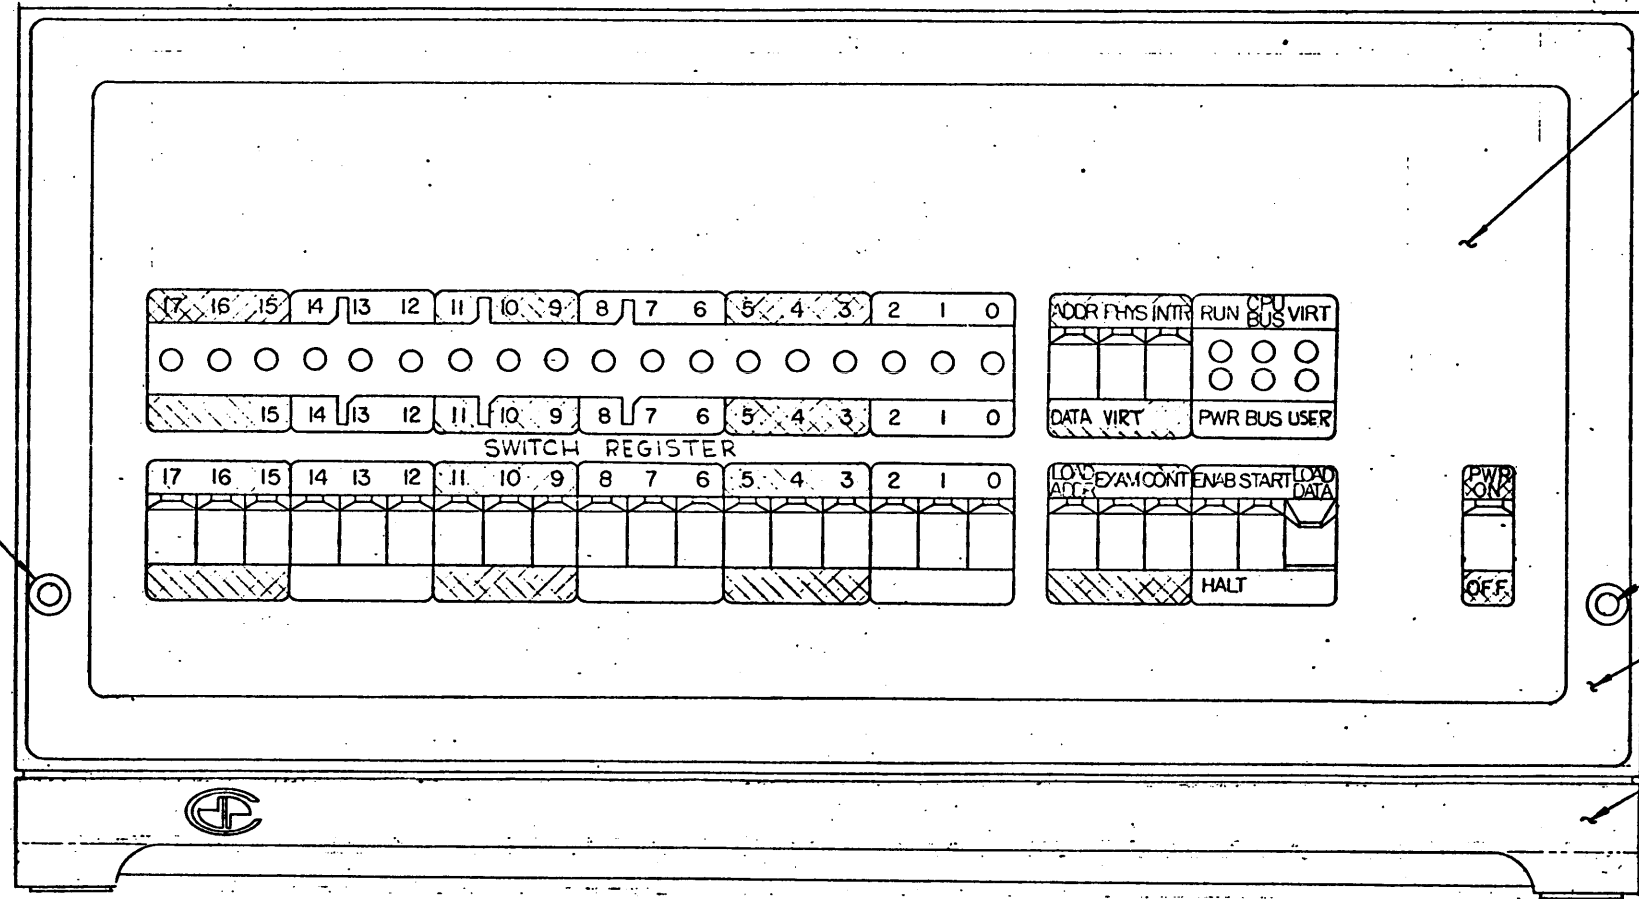 17 16 15 14 13 12 11 10 9 8 7 6 5 4 3 2 1 0
ADDR PHYS INTR RUN CPU BUS VIRT
15 14 13 12 11 10 9 8 7 6 5 4 3 2 1 0
DATA VIRT PWR BUS USER
SWITCH REGISTER
17 16 15 14 13 12 11 10 9 8 7 6 5 4 3 2 1 0
LOAD ADDR EXAM CONT ENAB START LOAD DATA
PWR ON
HALT
OFF